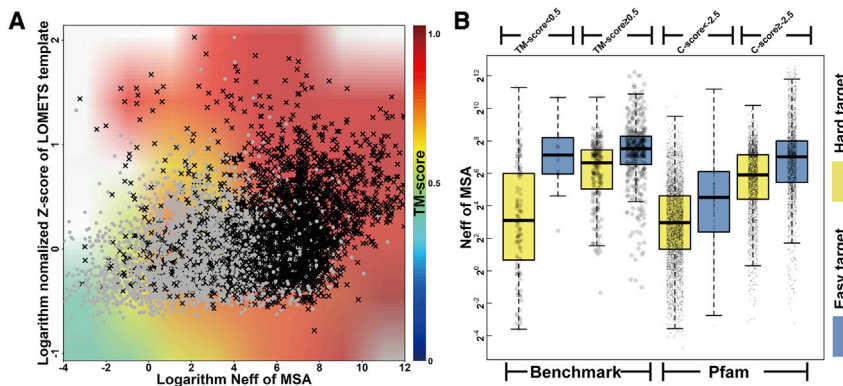 A
Logarithm normalized Z-score of LOMETS template
2
1
0
-1
-4
-2
0
2
4
6
8
10
12
Logarithm Neff of MSA
1.0
0.5
0
TM-score
B
TM-score<0.5
TM-score≥0.5
C-score<-2.5
C-score≥-2.5
Neff of MSA
2^12
2^10
2^8
2^6
2^4
2^2
2^0
2^-2
2^-4
Benchmark
Pfam
Hard target
Easy target